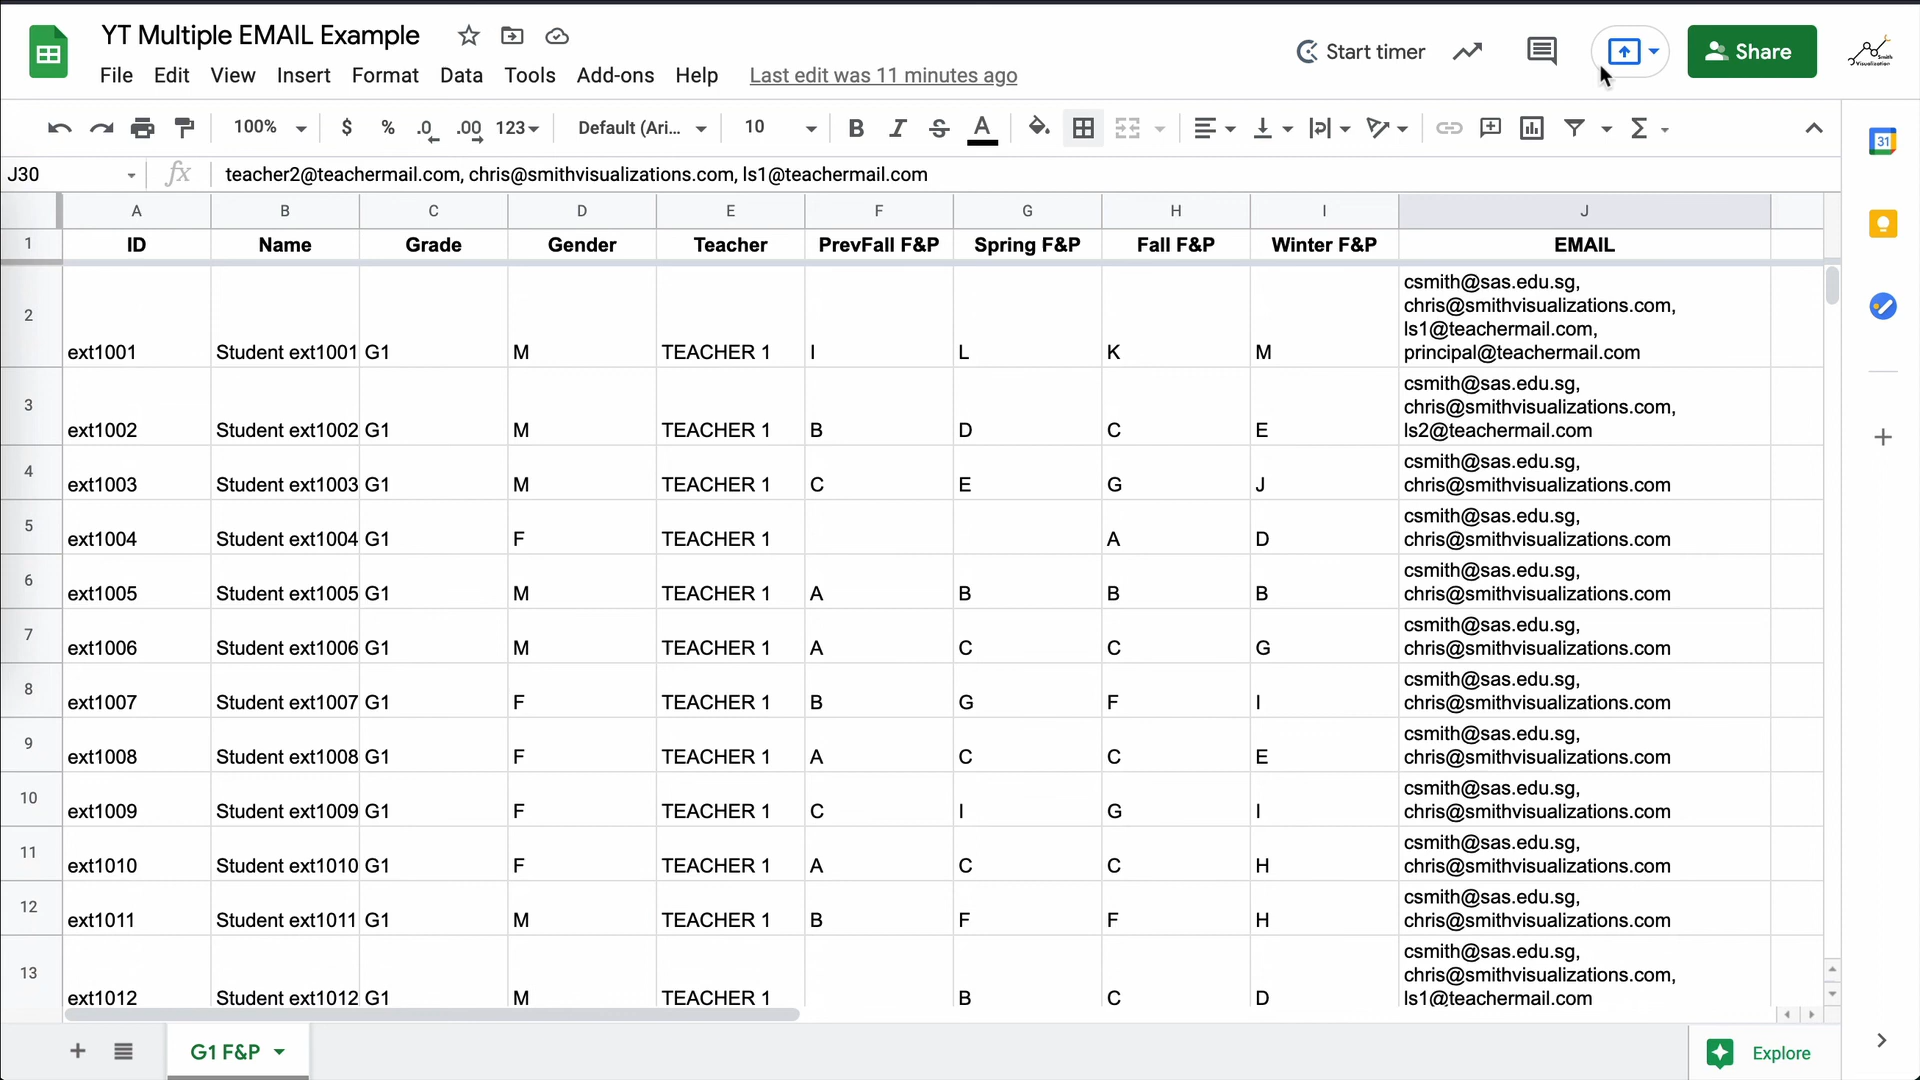 YT Multiple EMAIL Example
Start timer
Share
Smith
Visualization
File Edit View Insert Format Data Tools Add-ons Help Last edit was 11 minutes ago
100% $ % .0 .00 123 Default (Ari... 10 B I S A Σ
31
J30 fx teacher2@teachermail.com, chris@smithvisualizations.com, ls1@teachermail.com
A B C D E F G H I J
1 ID Name Grade Gender Teacher PrevFall F&P Spring F&P Fall F&P Winter F&P EMAIL
csmith@sas.edu.sg,
chris@smithvisualizations.com,
ls1@teachermail.com,
2 ext1001 Student ext1001 G1 M TEACHER 1 I L K M principal@teachermail.com
csmith@sas.edu.sg,
chris@smithvisualizations.com,
3 ext1002 Student ext1002 G1 M TEACHER 1 B D C E ls2@teachermail.com
csmith@sas.edu.sg,
4 ext1003 Student ext1003 G1 M TEACHER 1 C E G J chris@smithvisualizations.com
csmith@sas.edu.sg,
5 ext1004 Student ext1004 G1 F TEACHER 1 A D chris@smithvisualizations.com
csmith@sas.edu.sg,
6 ext1005 Student ext1005 G1 M TEACHER 1 A B B B chris@smithvisualizations.com
csmith@sas.edu.sg,
7 ext1006 Student ext1006 G1 M TEACHER 1 A C C G chris@smithvisualizations.com
csmith@sas.edu.sg,
8 ext1007 Student ext1007 G1 F TEACHER 1 B G F I chris@smithvisualizations.com
csmith@sas.edu.sg,
9 ext1008 Student ext1008 G1 F TEACHER 1 A C C E chris@smithvisualizations.com
csmith@sas.edu.sg,
10 ext1009 Student ext1009 G1 F TEACHER 1 C I G I chris@smithvisualizations.com
csmith@sas.edu.sg,
11 ext1010 Student ext1010 G1 F TEACHER 1 A C C H chris@smithvisualizations.com
csmith@sas.edu.sg,
12 ext1011 Student ext1011 G1 M TEACHER 1 B F F H chris@smithvisualizations.com
csmith@sas.edu.sg,
chris@smithvisualizations.com,
13 ext1012 Student ext1012 G1 M TEACHER 1 B C D ls1@teachermail.com
G1 F&P
Explore